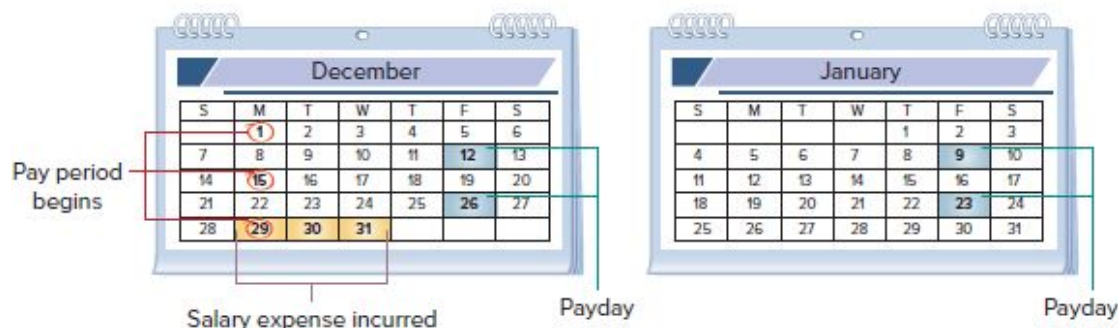 December
S M T W T F S
1 2 3 4 5 6
7 8 9 10 11 12 13
14 15 16 17 18 19 20
21 22 23 24 25 26 27
28 29 30 31
January
S M T W T F S
1 2 3
4 5 6 7 8 9 10
11 12 13 14 15 16 17
18 19 20 21 22 23 24
25 26 27 28 29 30 31
Pay period
begins
Salary expense incurred
Payday
Payday